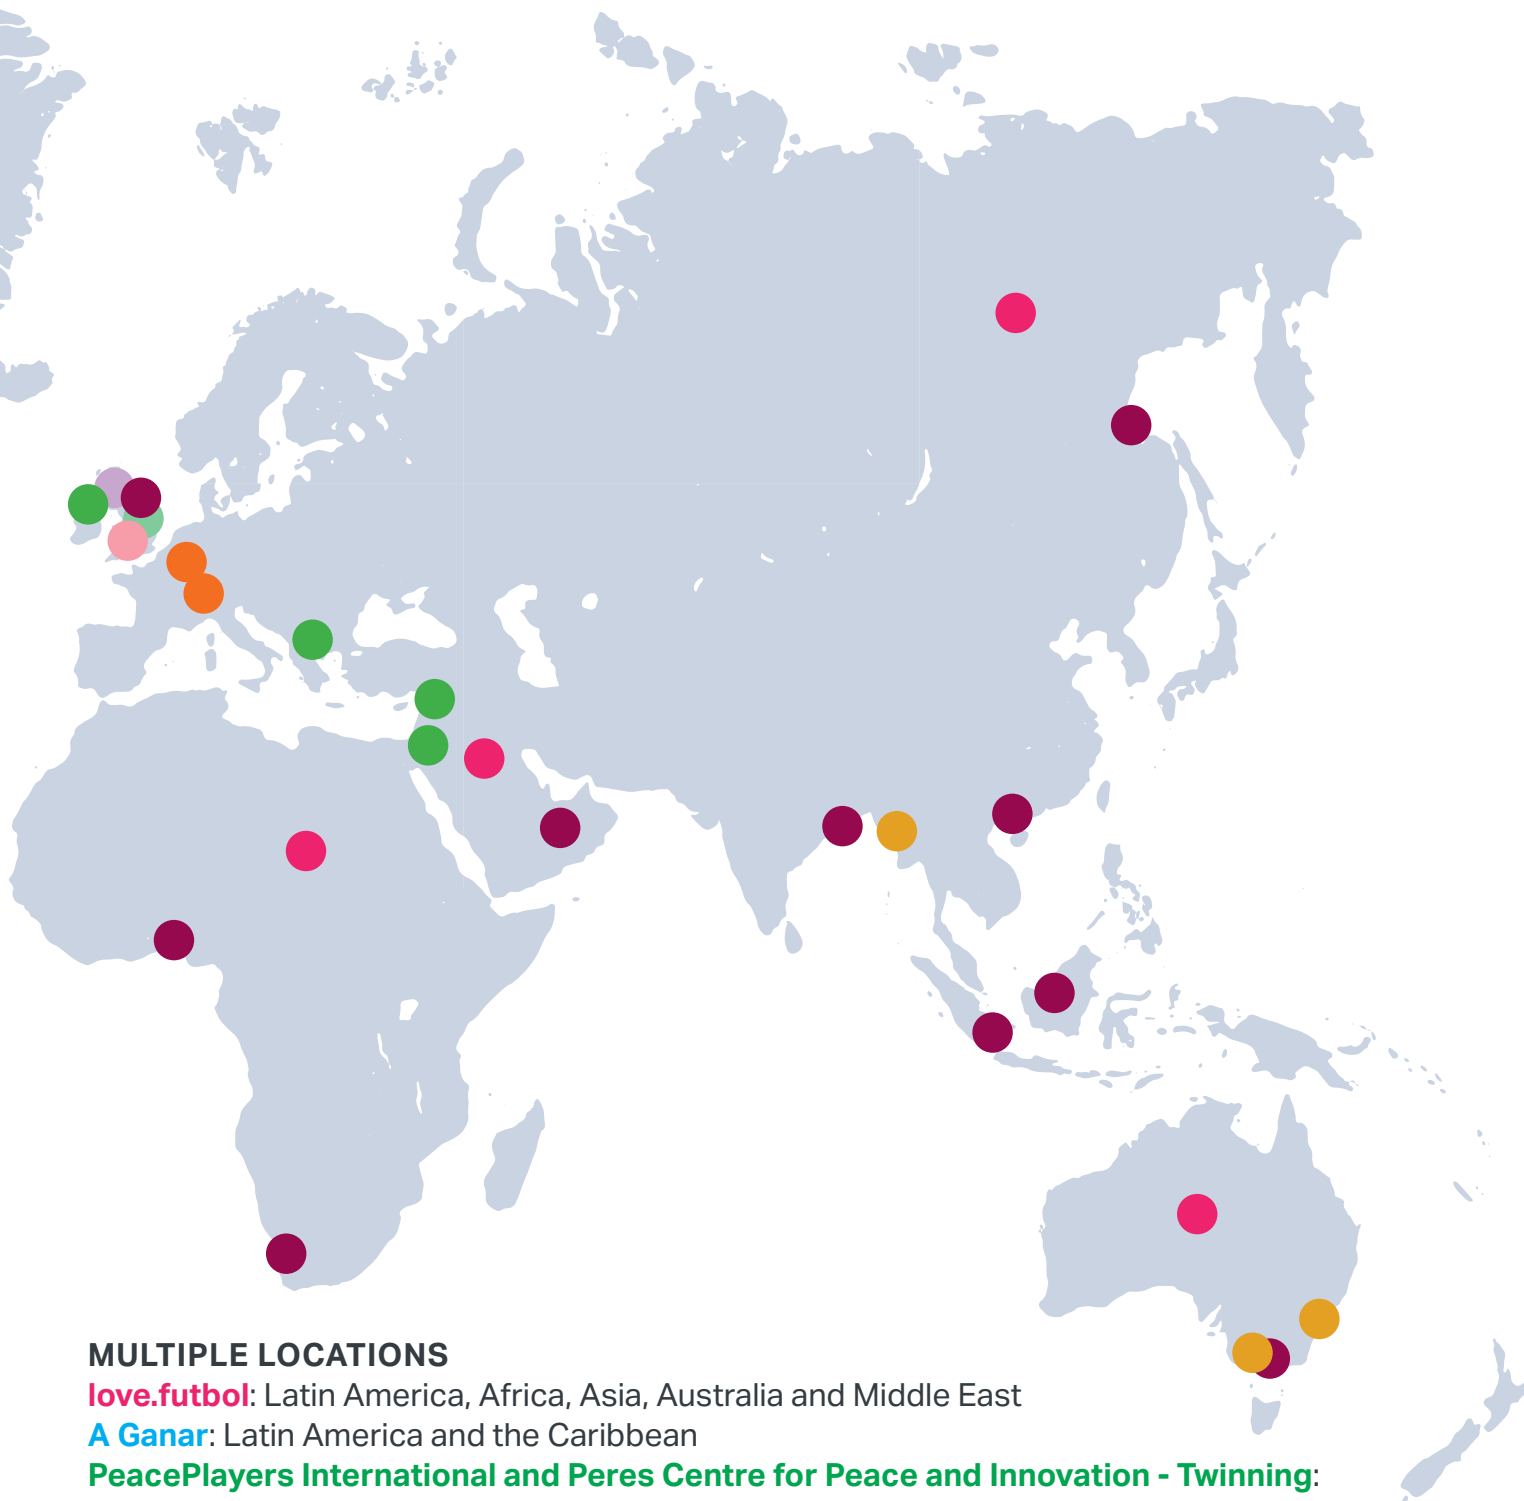 MULTIPLE LOCATIONS
love.futbol: Latin America, Africa, Asia, Australia and Middle East
A Ganar: Latin America and the Caribbean
PeacePlayers International and Peres Centre for Peace and Innovation - Twinning: